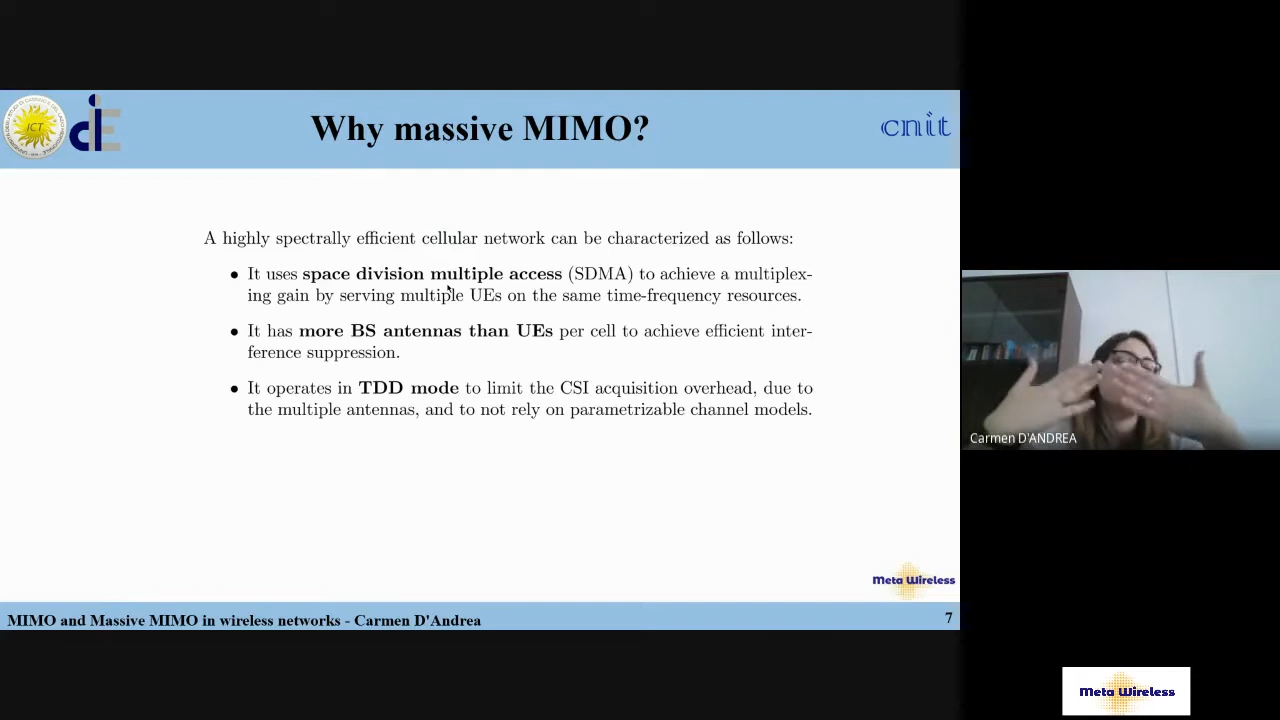 Why massive MIMO?
ICT
diE
cnit
A highly spectrally efficient cellular network can be characterized as follows:
• It uses space division multiple access (SDMA) to achieve a multiplex-
ing gain by serving multiple UEs on the same time-frequency resources.
• It has more BS antennas than UEs per cell to achieve efficient inter-
ference suppression.
• It operates in TDD mode to limit the CSI acquisition overhead, due to
the multiple antennas, and to not rely on parametrizable channel models.
Carmen D'ANDREA
Meta Wireless
MIMO and Massive MIMO in wireless networks - Carmen D'Andrea
7
Meta Wireless